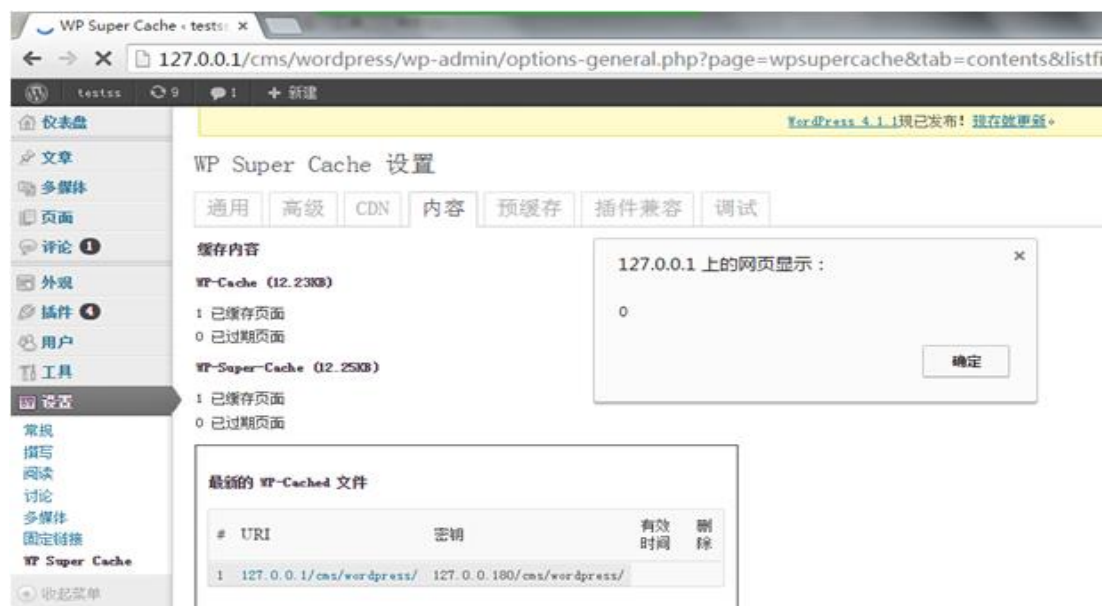 WP Super Cache ‹ testss ×
127.0.0.1/cms/wordpress/wp-admin/options-general.php?page=wpsupercache&tab=contents&listfi
testss 9 1 + 新建
仪表盘
WordPress 4.1.1现已发布！现在就更新。
文章
多媒体
页面
评论 1
外观
插件 4
用户
工具
设置
常规
撰写
阅读
讨论
多媒体
固定链接
WP Super Cache
收起菜单
WP Super Cache 设置
通用 高级 CDN 内容 预缓存 插件兼容 调试
缓存内容
WP-Cache (12.23KB)
1 已缓存页面
0 已过期页面
WP-Super-Cache (12.25KB)
1 已缓存页面
0 已过期页面
最新的 WP-Cached 文件
# URI 密钥 有效时间 删除
1 127.0.0.1/cms/wordpress/ 127.0.0.180/cms/wordpress/
127.0.0.1 上的网页显示： ×
0
确定